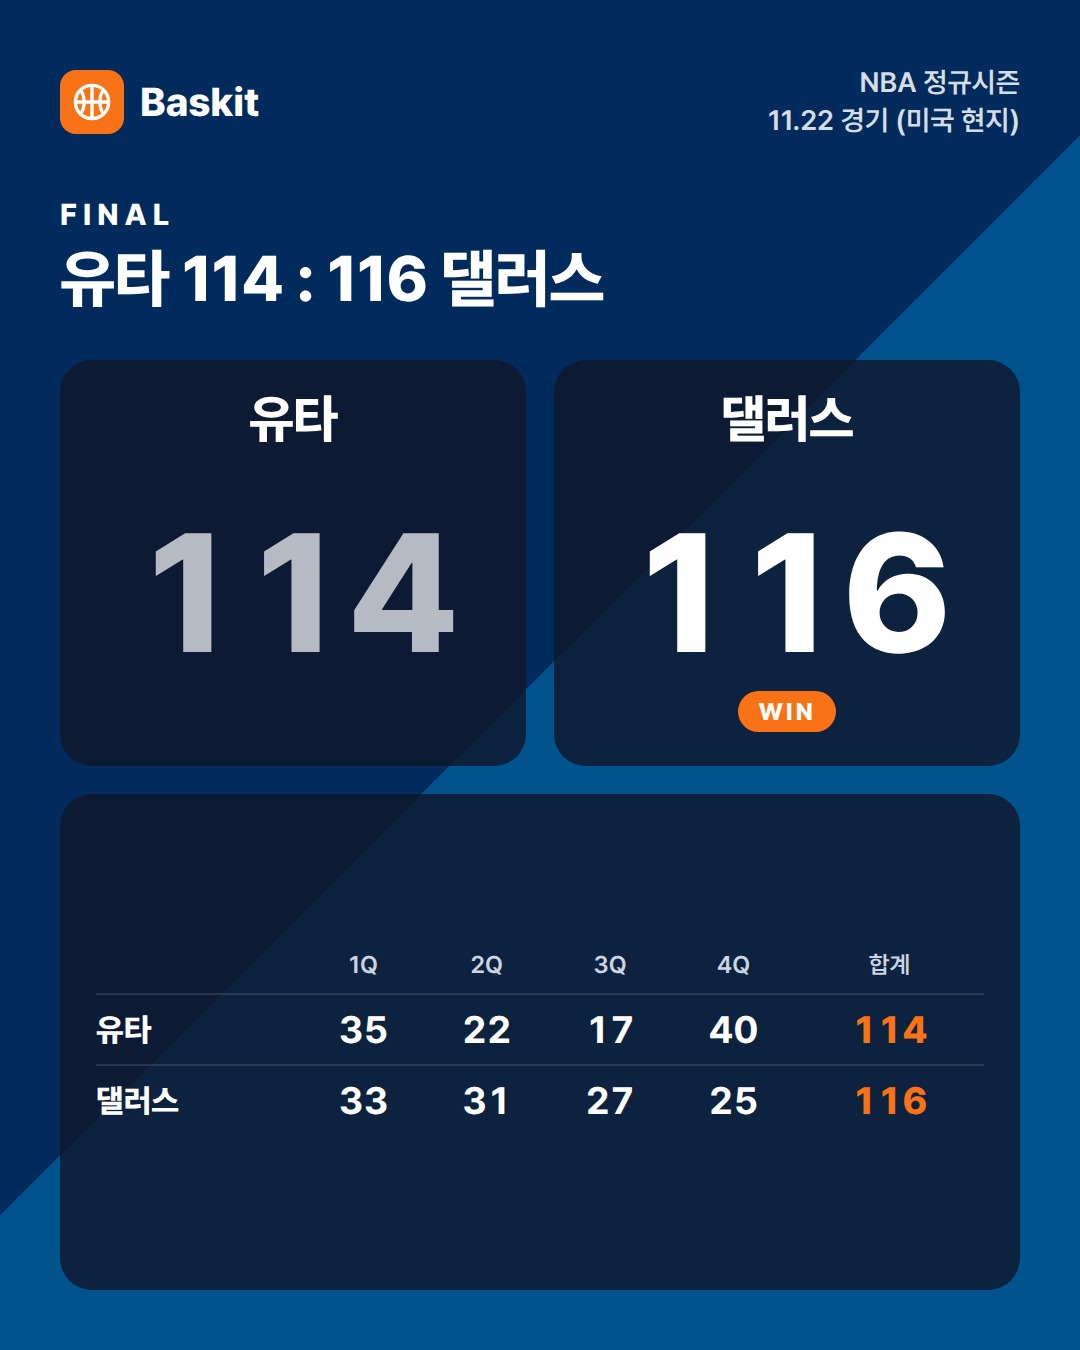 Baskit
NBA 정규시즌
11.22 경기 (미국 현지)
FINAL
유타 114 : 116 댈러스
유타
114
댈러스
116
WIN
1Q 2Q 3Q 4Q 합계
유타 35 22 17 40 114
댈러스 33 31 27 25 116